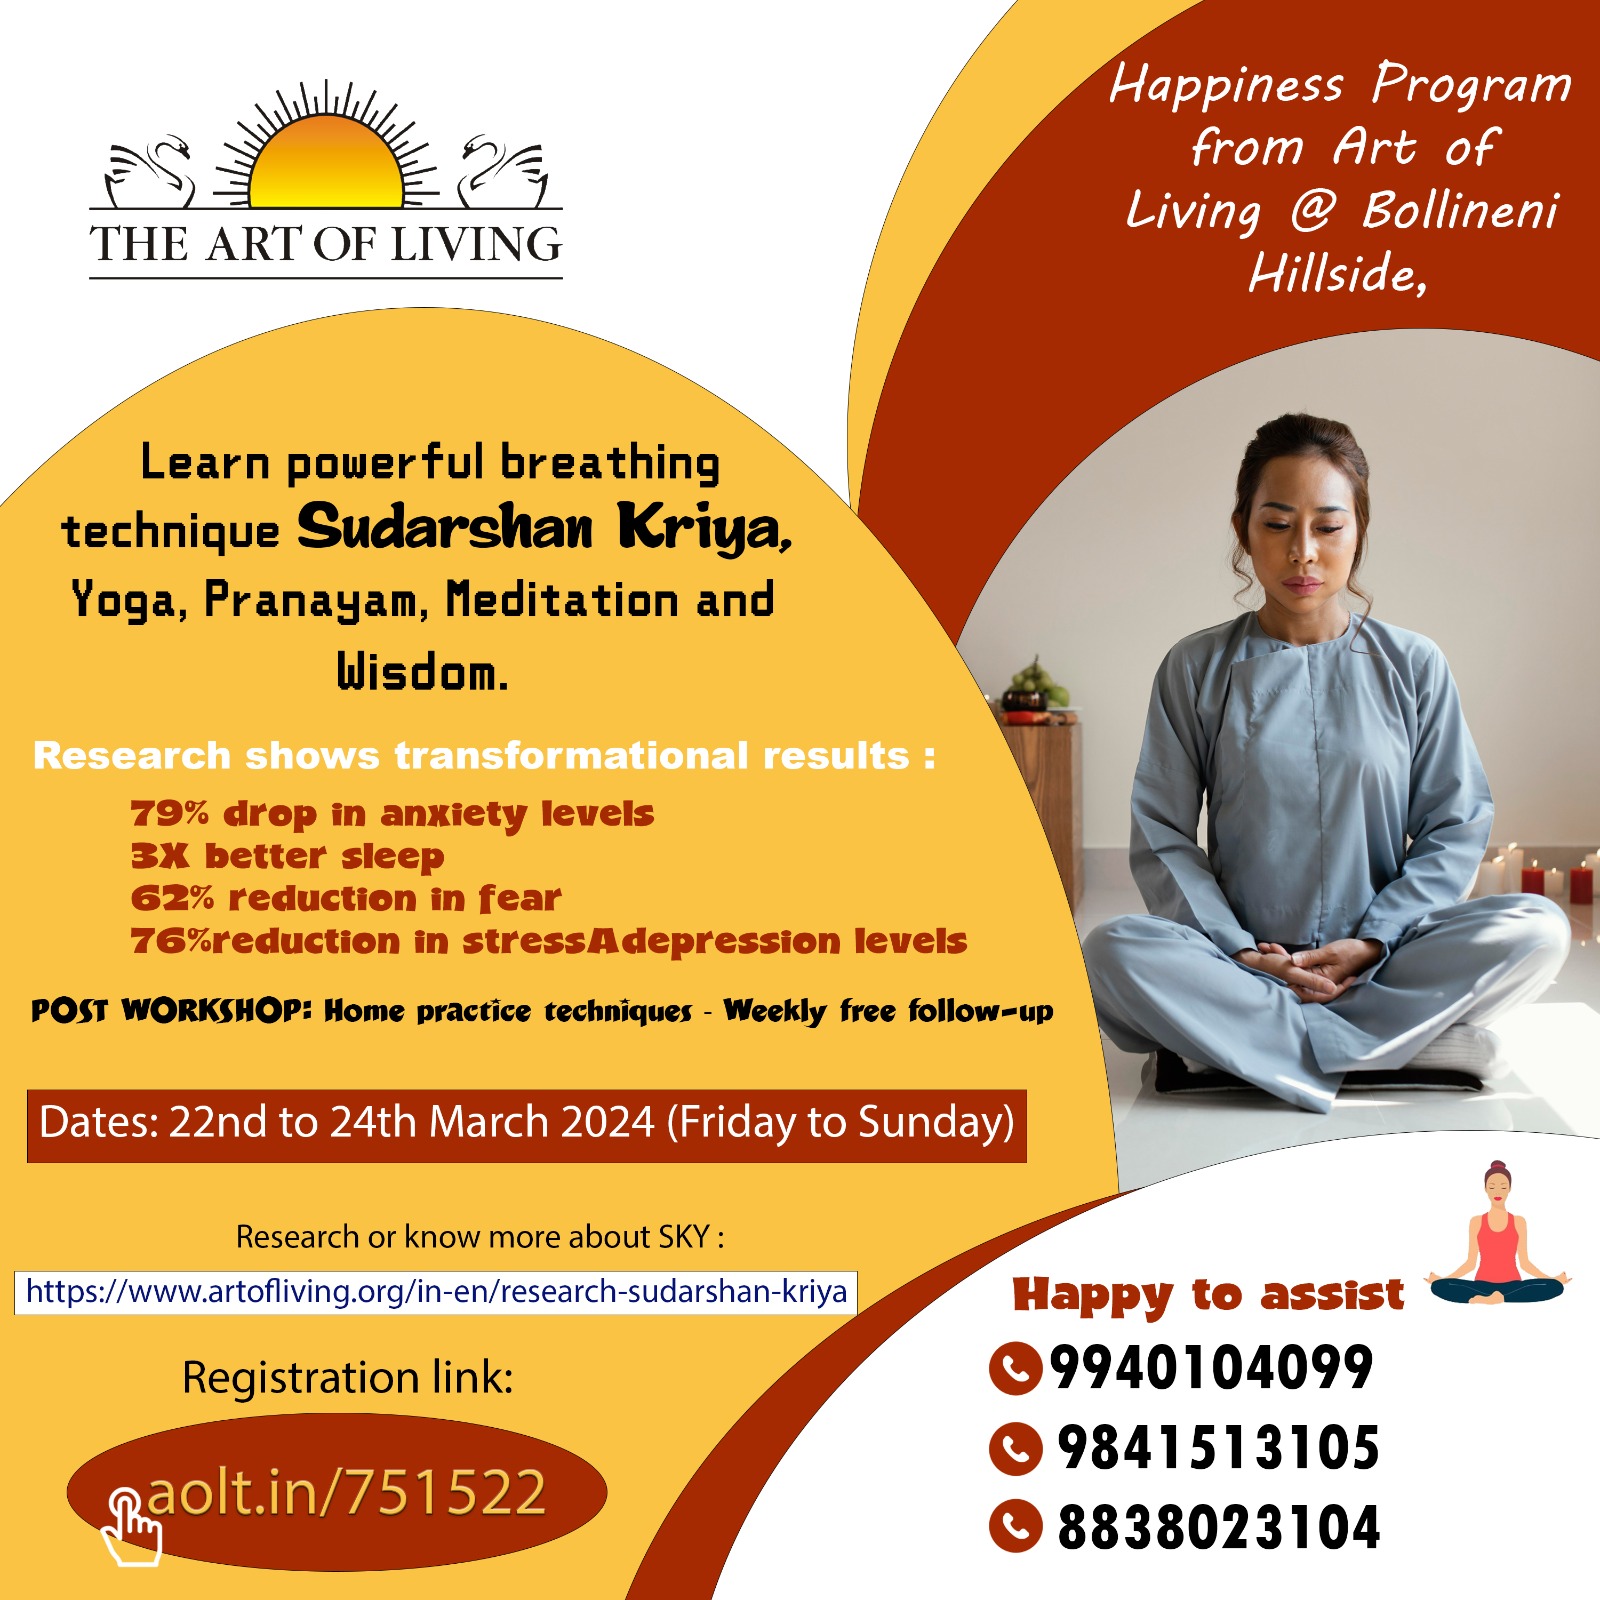 THE ART OF LIVING
Happiness Program
from Art of
Living @ Bollineni
Hillside,
Learn powerful breathing
technique Sudarshan Kriya,
Yoga, Pranayam, Meditation and
Wisdom.
Research shows transformational results :
79% drop in anxiety levels
3X better sleep
62% reduction in fear
76%reduction in stressAdepression levels
POST WORKSHOP: Home practice techniques - Weekly free follow-up
Dates: 22nd to 24th March 2024 (Friday to Sunday)
Research or know more about SKY :
https://www.artofliving.org/in-en/research-sudarshan-kriya
Registration link:
aolt.in/751522
Happy to assist
9940104099
9841513105
8838023104